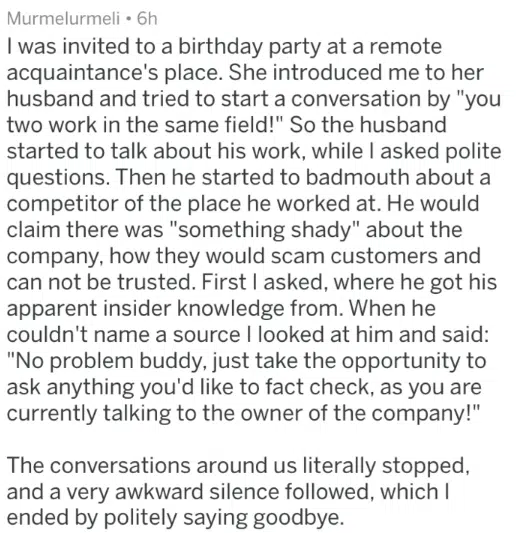 Murmelurmeli • 6h
I was invited to a birthday party at a remote
acquaintance's place. She introduced me to her
husband and tried to start a conversation by "you
two work in the same field!" So the husband
started to talk about his work, while I asked polite
questions. Then he started to badmouth about a
competitor of the place he worked at. He would
claim there was "something shady" about the
company, how they would scam customers and
can not be trusted. First I asked, where he got his
apparent insider knowledge from. When he
couldn't name a source I looked at him and said:
"No problem buddy, just take the opportunity to
ask anything you'd like to fact check, as you are
currently talking to the owner of the company!"
The conversations around us literally stopped,
and a very awkward silence followed, which I
ended by politely saying goodbye.